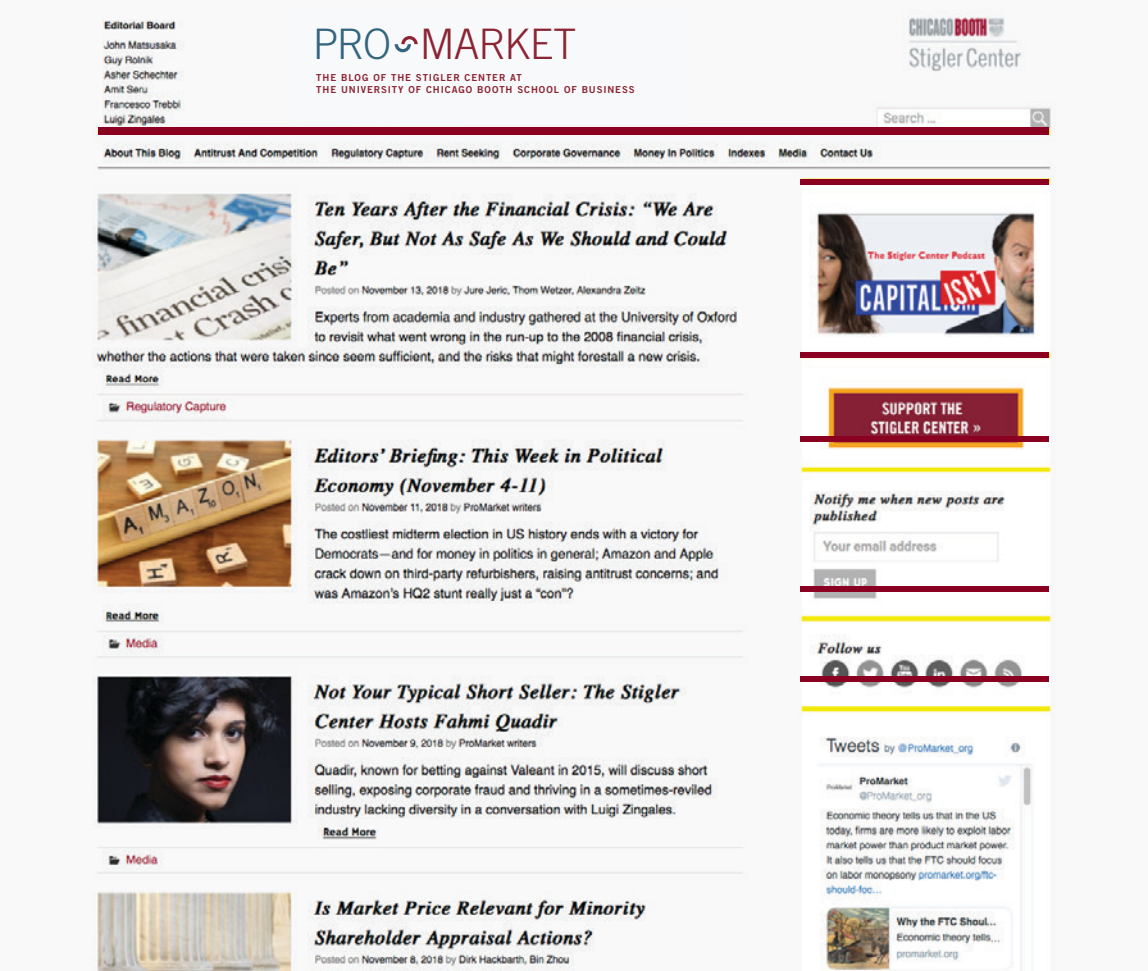 Editorial Board
John Matsusaka
Guy Rolnik
Asher Schechter
Amit Seru
Francesco Trebbi
Luigi Zingales
PRO MARKET
THE BLOG OF THE STIGLER CENTER AT
THE UNIVERSITY OF CHICAGO BOOTH SCHOOL OF BUSINESS
CHICAGO BOOTH
Stigler Center
Search ...
About This Blog Antitrust And Competition Regulatory Capture Rent Seeking Corporate Governance Money In Politics Indexes Media Contact Us
financial crisi
t Crash
Ten Years After the Financial Crisis: “We Are
Safer, But Not As Safe As We Should and Could
Be”
Posted on November 13, 2018 by Jure Jeric, Thom Wetzer, Alexandra Zeitz
Experts from academia and industry gathered at the University of Oxford
to revisit what went wrong in the run-up to the 2008 financial crisis,
whether the actions that were taken since seem sufficient, and the risks that might forestall a new crisis.
Read More
Regulatory Capture
AMAZON
Editors’ Briefing: This Week in Political
Economy (November 4-11)
Posted on November 11, 2018 by ProMarket writers
The costliest midterm election in US history ends with a victory for
Democrats—and for money in politics in general; Amazon and Apple
crack down on third-party refurbishers, raising antitrust concerns; and
was Amazon’s HQ2 stunt really just a “con”?
Read More
Media
Not Your Typical Short Seller: The Stigler
Center Hosts Fahmi Quadir
Posted on November 9, 2018 by ProMarket writers
Quadir, known for betting against Valeant in 2015, will discuss short
selling, exposing corporate fraud and thriving in a sometimes-reviled
industry lacking diversity in a conversation with Luigi Zingales.
Read More
Media
Is Market Price Relevant for Minority
Shareholder Appraisal Actions?
Posted on November 8, 2018 by Dirk Hackbarth, Bin Zhou
The Stigler Center Podcast
CAPITALISN'T
SUPPORT THE
STIGLER CENTER »
Notify me when new posts are
published
Your email address
SIGN UP
Follow us
Tweets by @ProMarket_org
ProMarket
@ProMarket_org
Economic theory tells us that in the US
today, firms are more likely to exploit labor
market power than product market power.
It also tells us that the FTC should focus
on labor monopsony promarket.org/ftc-
should-foc…
Why the FTC Shoul...
Economic theory tells...
promarket.org